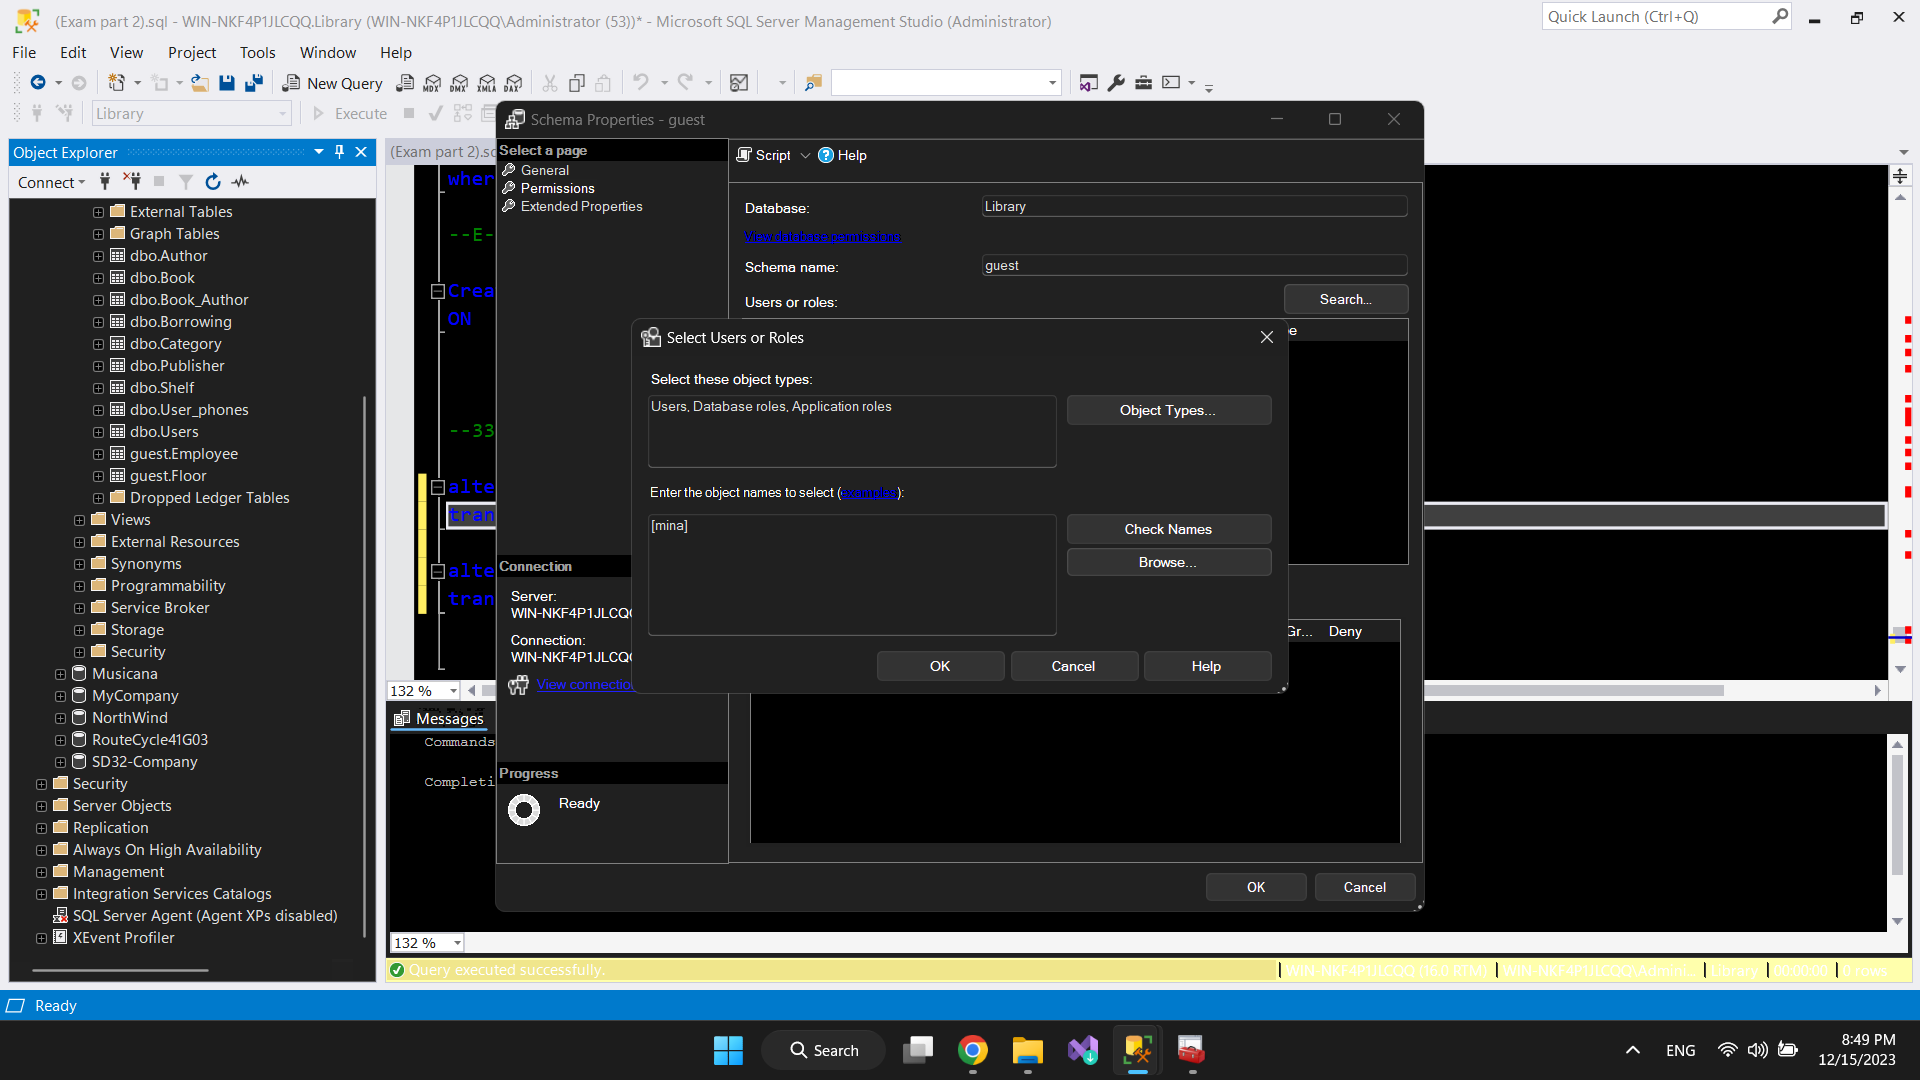 (Exam part 2).sql - WIN-NKF4P1JLCQQ.Library (WIN-NKF4P1JLCQQ\Administrator (53))* - Microsoft SQL Server Management Studio (Administrator)
Quick Launch (Ctrl+Q)
File Edit View Project Tools Window Help
New Query
MDX DMX XMLA DAX
Library
Execute
Object Explorer
Connect
External Tables
Graph Tables
dbo.Author
dbo.Book
dbo.Book_Author
dbo.Borrowing
dbo.Category
dbo.Publisher
dbo.Shelf
dbo.User_phones
dbo.Users
guest.Employee
guest.Floor
Dropped Ledger Tables
Views
External Resources
Synonyms
Programmability
Service Broker
Storage
Security
Musicana
MyCompany
NorthWind
RouteCycle41G03
SD32-Company
Security
Server Objects
Replication
Always On High Availability
Management
Integration Services Catalogs
SQL Server Agent (Agent XPs disabled)
XEvent Profiler
(Exam part 2).sc
wher
--E-
Crea
ON
--33
alte
tran
alte
tran
132 %
Messages
Commands
Completi
132 %
Query executed successfully.
Schema Properties - guest
Select a page
General
Permissions
Extended Properties
Connection
Server:
WIN-NKF4P1JLCQ
Connection:
WIN-NKF4P1JLCQ
View connection
Progress
Ready
Script
Help
Database:
Library
View database permissions
Schema name:
guest
Users or roles:
Search...
Gr... Deny
OK
Cancel
Select Users or Roles
Select these object types:
Users, Database roles, Application roles
Object Types...
Enter the object names to select (examples):
[mina]
Check Names
Browse...
OK
Cancel
Help
Ready
Search
ENG
8:49 PM
12/15/2023